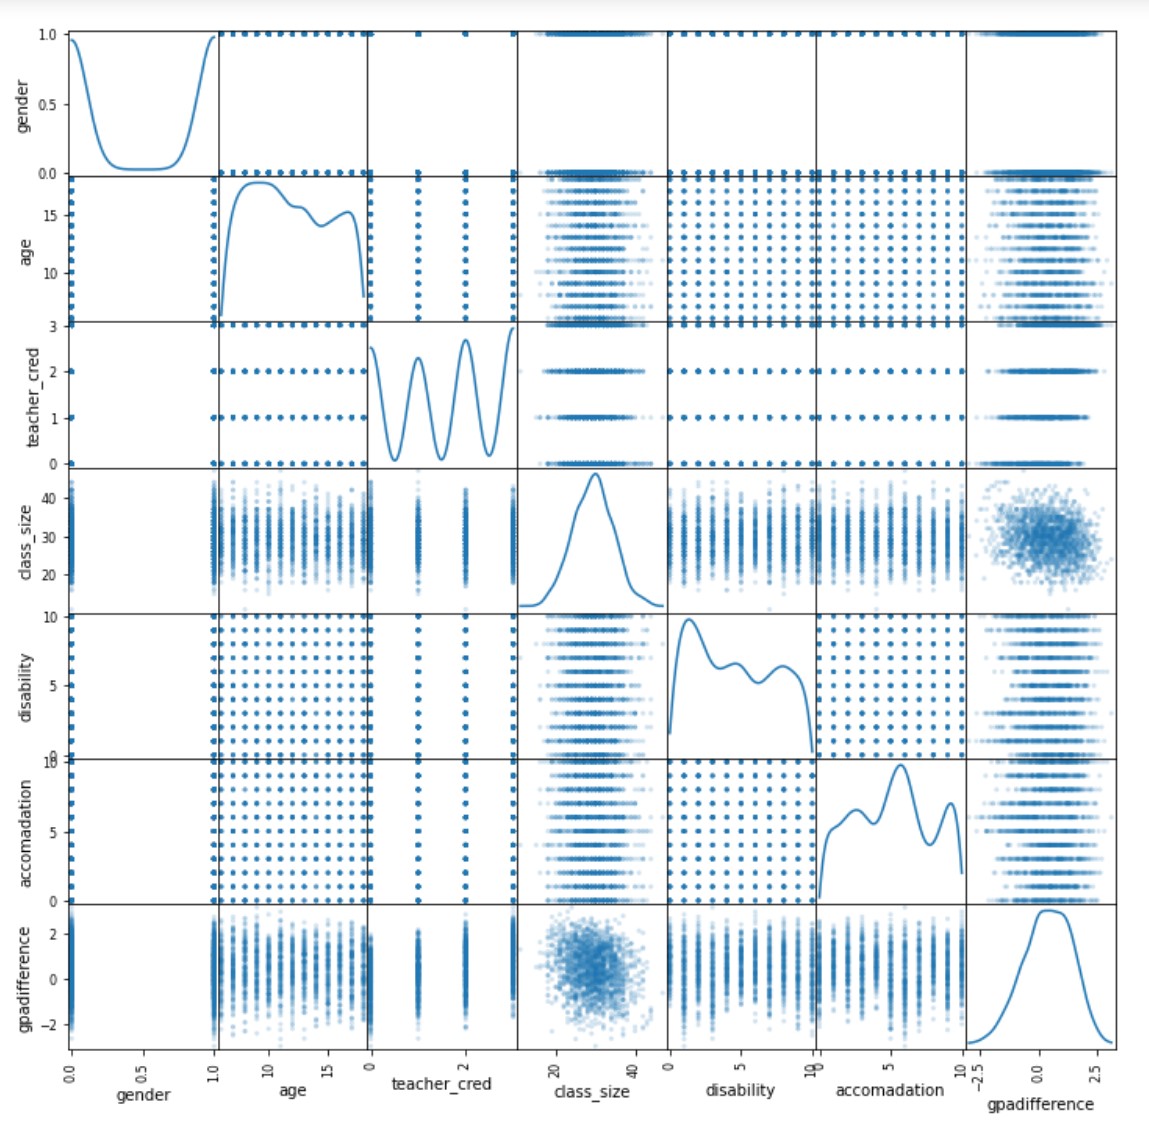 1.0
0.5
0.0
gender
15
10
age
3
2
1
0
teacher_cred
40
30
20
class_size
10
5
0
disability
10
5
0
accomadation
2
0
−2
gpadifference
0.0 0.5 1.0 10 15 0 2 20 40 0 5 10 0 5 10 −2.5 0.0 2.5
gender age teacher_cred class_size disability accomadation gpadifference